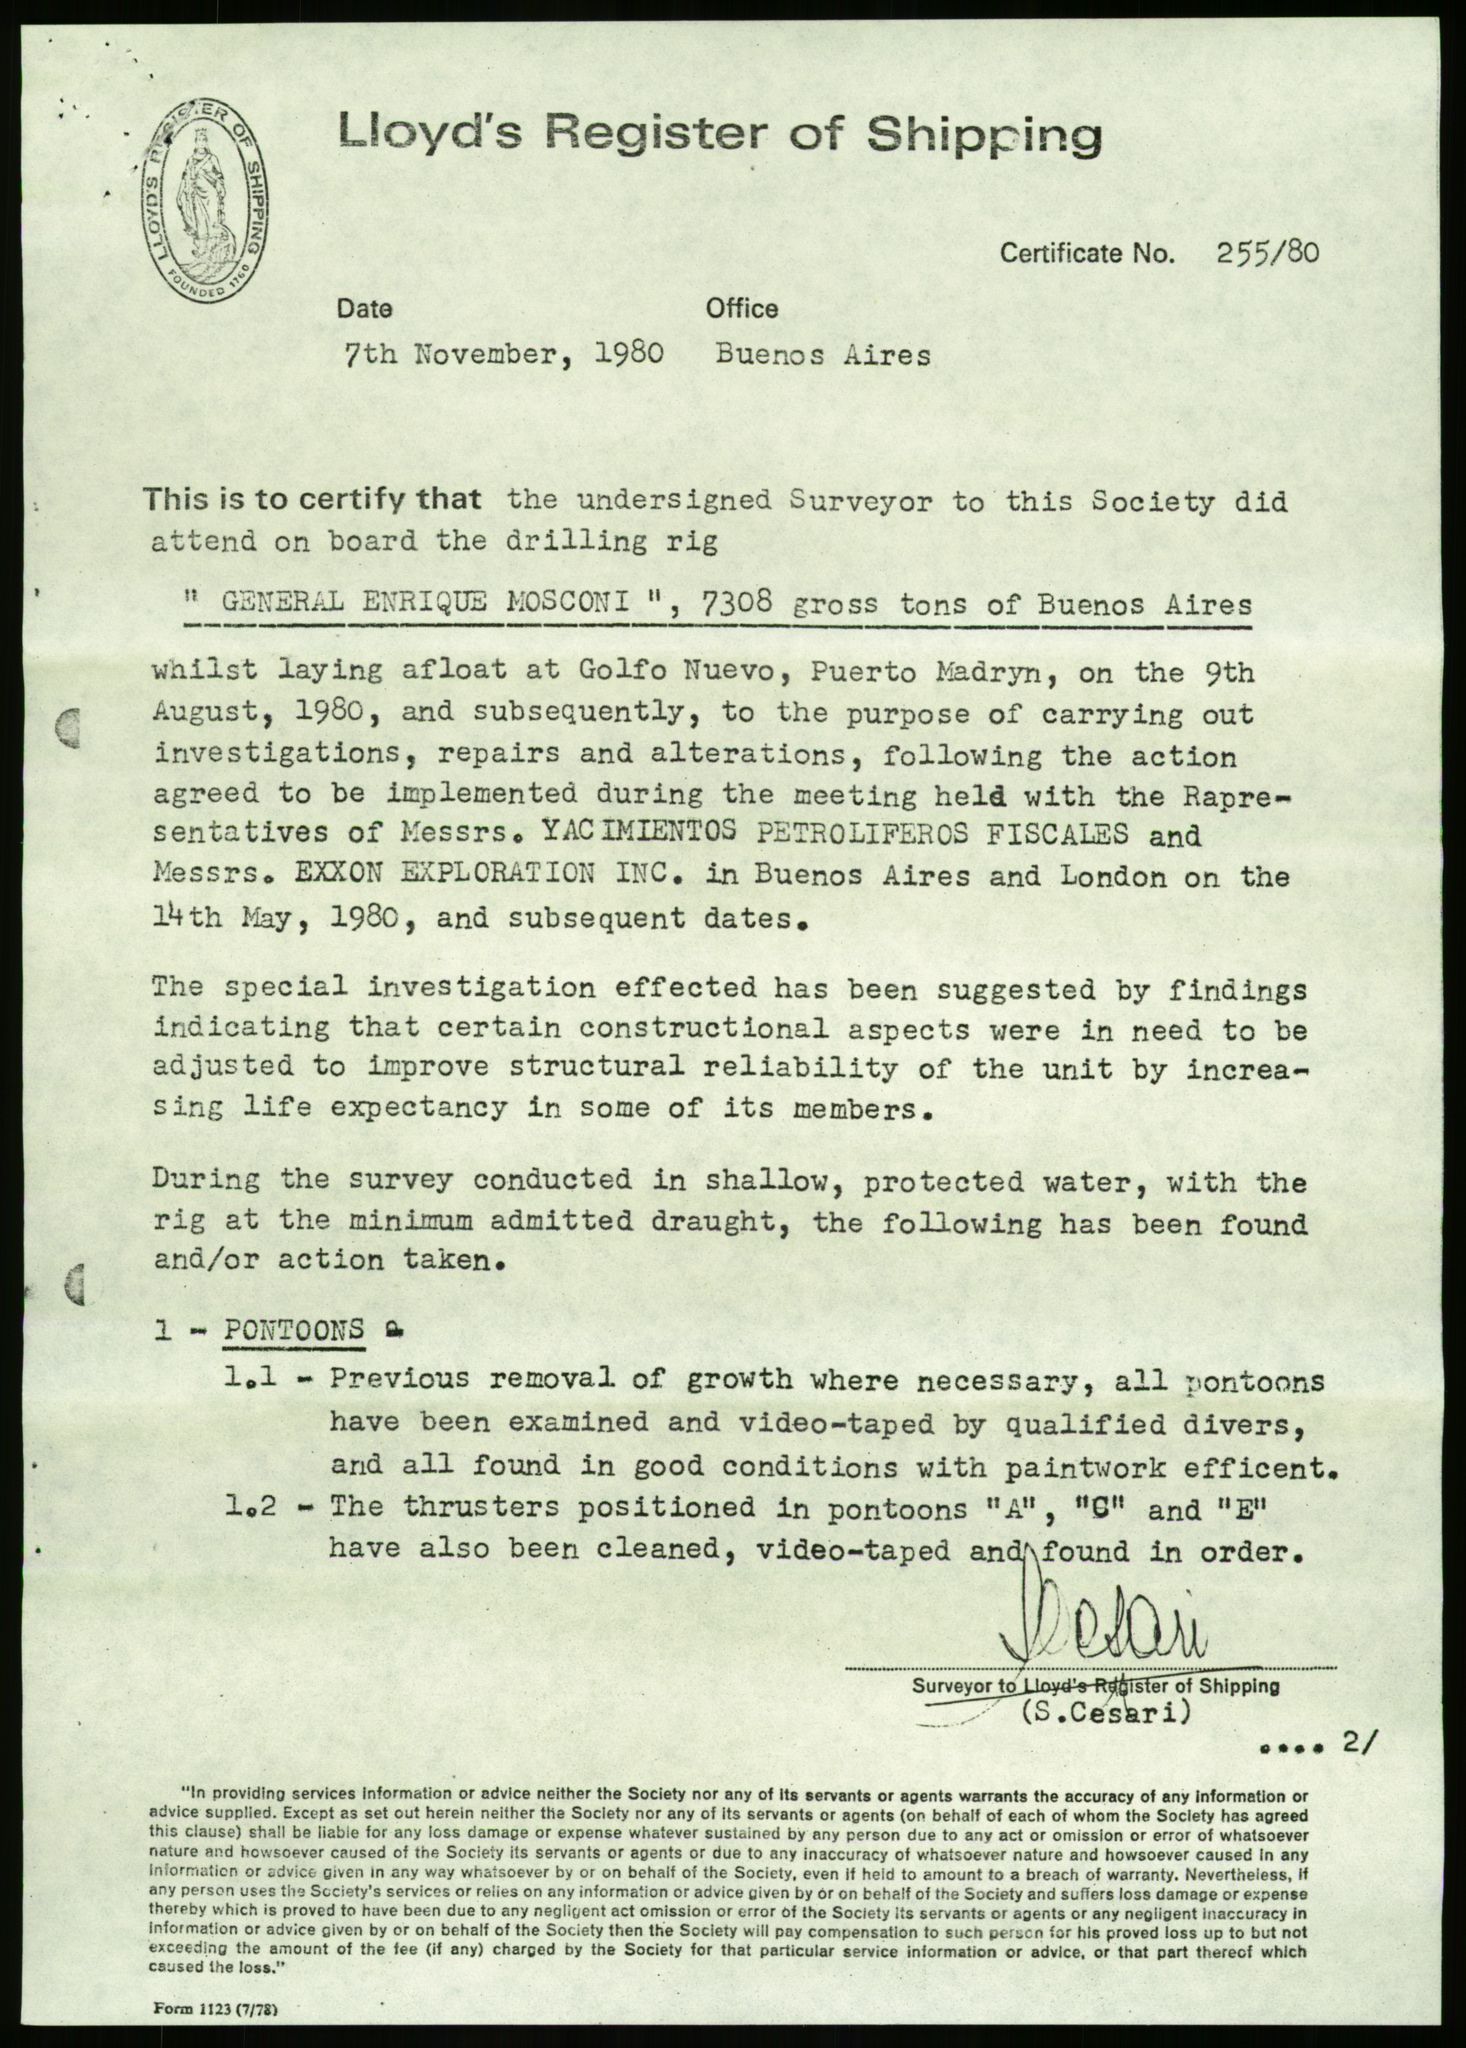 LLOYD'S REGISTER OF SHIPPING
FOUNDED 1760
Lloyd's Register of Shipping
Certificate No. 255/80
Date Office
7th November, 1980 Buenos Aires
This is to certify that the undersigned Surveyor to this Society did
attend on board the drilling rig
" GENERAL ENRIQUE MOSCONI ", 7308 gross tons of Buenos Aires
whilst laying afloat at Golfo Nuevo, Puerto Madryn, on the 9th
August, 1980, and subsequently, to the purpose of carrying out
investigations, repairs and alterations, following the action
agreed to be implemented during the meeting held with the Rapre-
sentatives of Messrs. YACIMIENTOS PETROLIFEROS FISCALES and
Messrs. EXXON EXPLORATION INC. in Buenos Aires and London on the
14th May, 1980, and subsequent dates.
The special investigation effected has been suggested by findings
indicating that certain constructional aspects were in need to be
adjusted to improve structural reliability of the unit by increa-
sing life expectancy in some of its members.
During the survey conducted in shallow, protected water, with the
rig at the minimum admitted draught, the following has been found
and/or action taken.
1 - PONTOONS -
1.1 - Previous removal of growth where necessary, all pontoons
have been examined and video-taped by qualified divers,
and all found in good conditions with paintwork efficent.
1.2 - The thrusters positioned in pontoons "A", "C" and "E"
have also been cleaned, video-taped and found in order.
SCesari
Surveyor to Lloyd's Register of Shipping
(S.Cesari)
.... 2/
"In providing services information or advice neither the Society nor any of its servants or agents warrants the accuracy of any information or
advice supplied. Except as set out herein neither the Society nor any of its servants or agents (on behalf of each of whom the Society has agreed
this clause) shall be liable for any loss damage or expense whatever sustained by any person due to any act or omission or error of whatsoever
nature and howsoever caused of the Society its servants or agents or due to any inaccuracy of whatsoever nature and howsoever caused in any
information or advice given in any way whatsoever by or on behalf of the Society, even if held to amount to a breach of warranty. Nevertheless, if
any person uses the Society's services or relies on any information or advice given by or on behalf of the Society and suffers loss damage or expense
thereby which is proved to have been due to any negligent act omission or error of the Society its servants or agents or any negligent inaccuracy in
information or advice given by or on behalf of the Society then the Society will pay compensation to such person for his proved loss up to but not
exceeding the amount of the fee (if any) charged by the Society for that particular service information or advice, or that part thereof which
caused the loss."
Form 1123 (7/78)